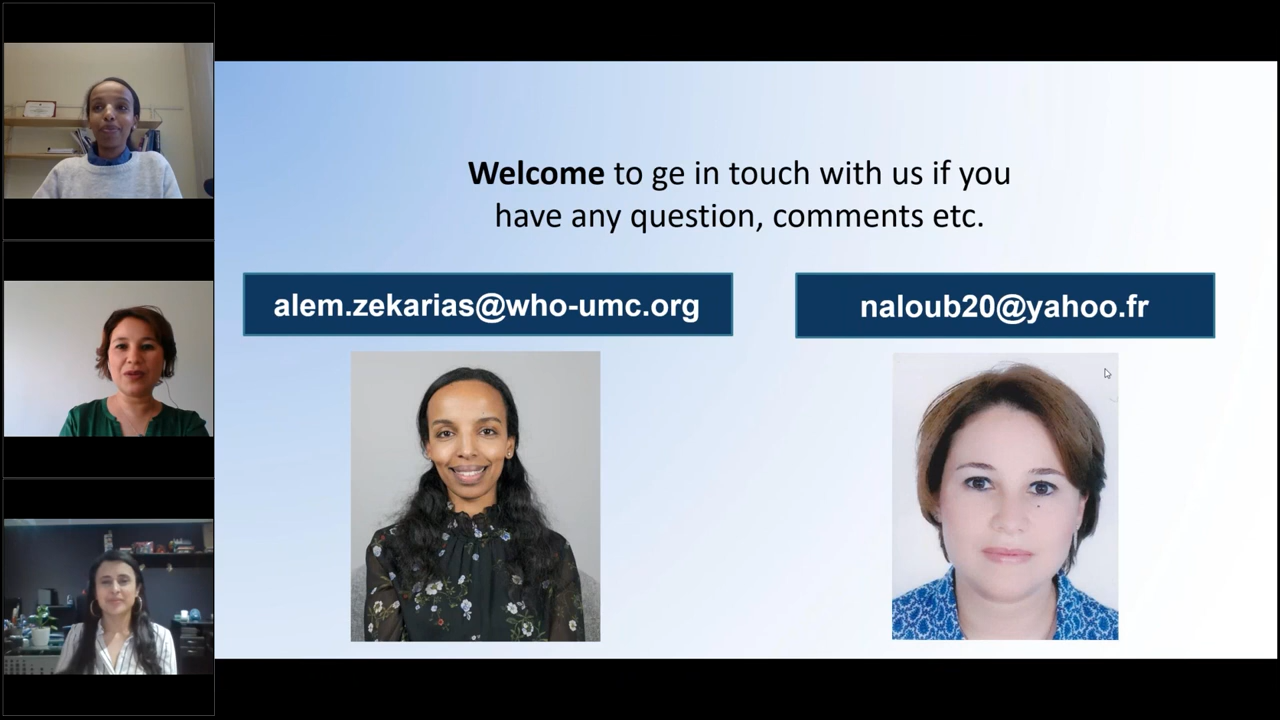 Welcome to ge in touch with us if you
have any question, comments etc.
alem.zekarias@who-umc.org
naloub20@yahoo.fr